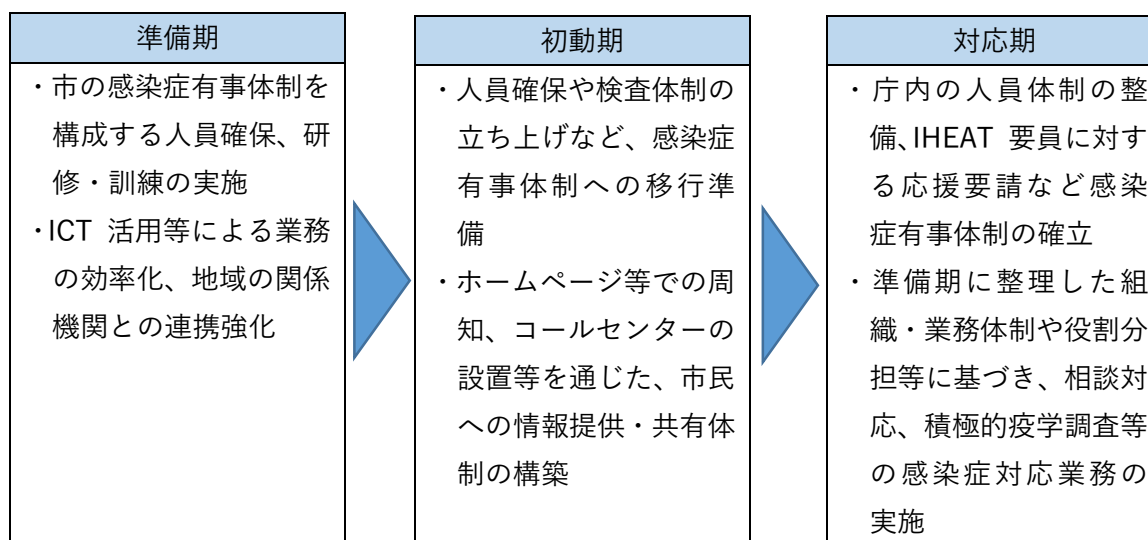 準備期
・市の感染症有事体制を
構成する人員確保、研
修・訓練の実施
・ICT 活用等による業務
の効率化、地域の関係
機関との連携強化
初動期
・人員確保や検査体制の
立ち上げなど、感染症
有事体制への移行準
備
・ホームページ等での周
知、コールセンターの
設置等を通じた、市民
への情報提供・共有体
制の構築
対応期
・庁内の人員体制の整
備、IHEAT 要員に対す
る応援要請など感染
症有事体制の確立
・準備期に整理した組
織・業務体制や役割分
担等に基づき、相談対
応、積極的疫学調査等
の感染症対応業務の
実施